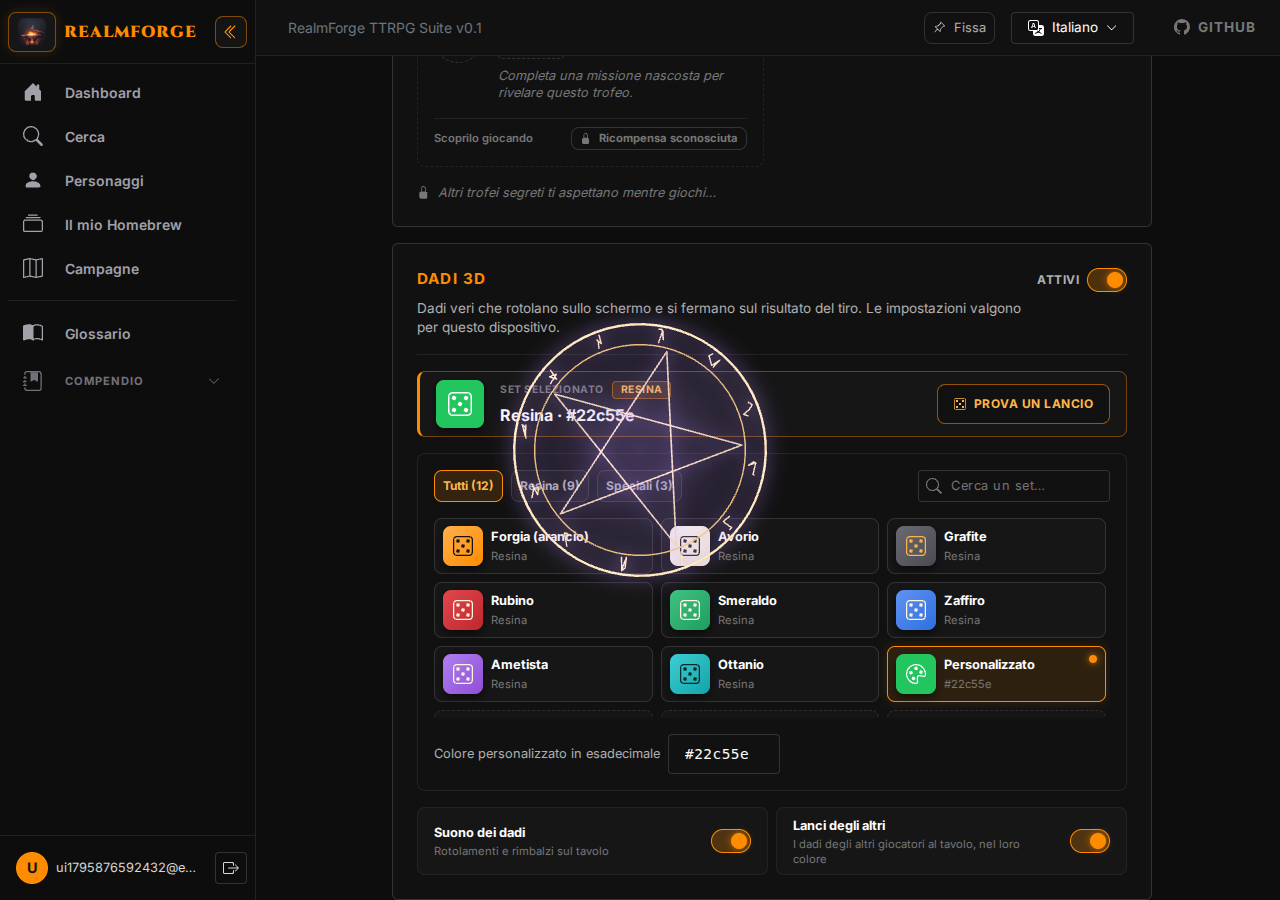 REALMFORGE
RealmForge TTRPG Suite v0.1
Fissa
Italiano
GITHUB
Dashboard
Cerca
Personaggi
Il mio Homebrew
Campagne
Glossario
COMPENDIO
ui1795876592432@e...
U
Completa una missione nascosta per
rivelare questo trofeo.
Scoprilo giocando
Ricompensa sconosciuta
Altri trofei segreti ti aspettano mentre giochi...
DADI 3D
ATTIVI
Dadi veri che rotolano sullo schermo e si fermano sul risultato del tiro. Le impostazioni valgono
per questo dispositivo.
SET SELEZIONATO
RESINA
Resina · #22c55e
PROVA UN LANCIO
Tutti (12)
Resina (9)
Speciali (3)
Cerca un set...
Forgia (arancio)
Resina
Avorio
Resina
Grafite
Resina
Rubino
Resina
Smeraldo
Resina
Zaffiro
Resina
Ametista
Resina
Ottanio
Resina
Personalizzato
#22c55e
Colore personalizzato in esadecimale
#22c55e
Suono dei dadi
Rotolamenti e rimbalzi sul tavolo
Lanci degli altri
I dadi degli altri giocatori al tavolo, nel loro
colore